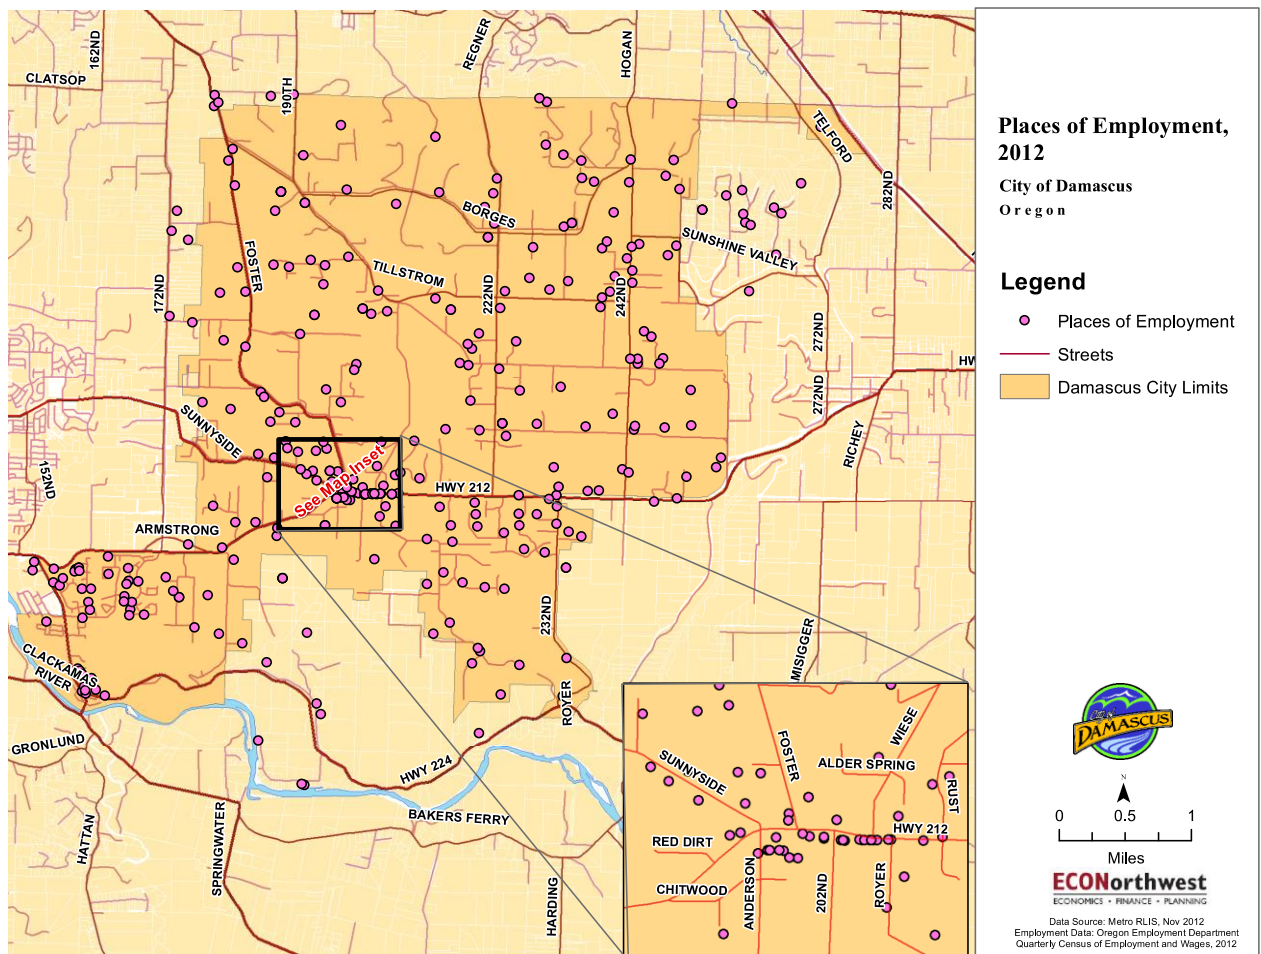 162ND
CLATSOP
190TH
REGNER
HOGAN
TELFORD
282ND
172ND
FOSTER
BORGES
TILLSTROM
222ND
242ND
SUNSHINE VALLEY
272ND
272ND
HW
RICHEY
SUNNYSIDE
152ND
See Map Inset
HWY 212
ARMSTRONG
232ND
MISIGGER
CLACKAMAS
RIVER
ROYER
GRONLUND
HWY 224
BAKERS FERRY
HATTAN
SPRINGWATER
HARDING
SUNNYSIDE
FOSTER
WIESE
ALDER SPRING
RUST
HWY 212
RED DIRT
CHITWOOD
ANDERSON
202ND
ROYER
Places of Employment,
2012
City of Damascus
Oregon
Legend
Places of Employment
Streets
Damascus City Limits
City of
DAMASCUS
N
0 0.5 1
Miles
ECONorthwest
ECONOMICS • FINANCE • PLANNING
Data Source: Metro RLIS, Nov 2012
Employment Data: Oregon Employment Department
Quarterly Census of Employment and Wages, 2012